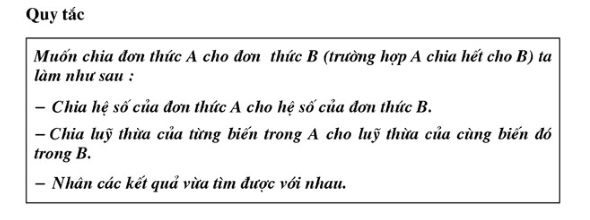 Quy tắc
Muốn chia đơn thức A cho đơn thức B (trường hợp A chia hết cho B) ta
làm như sau :
– Chia hệ số của đơn thức A cho hệ số của đơn thức B.
– Chia luỹ thừa của từng biến trong A cho luỹ thừa của cùng biến đó
trong B.
– Nhân các kết quả vừa tìm được với nhau.